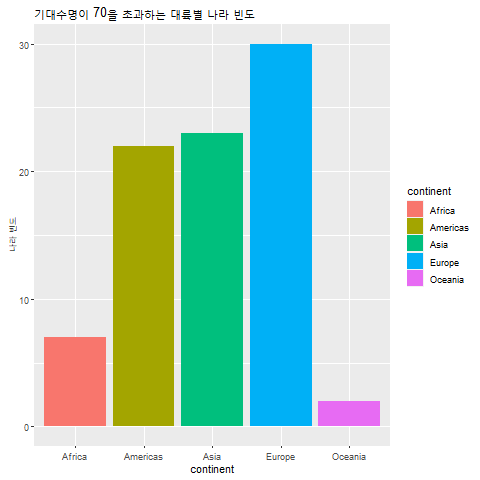 기대수명이 70을 초과하는 대륙별 나라 빈도
나라 빈도
30
20
10
0
Africa Americas Asia Europe Oceania
continent
continent
Africa
Americas
Asia
Europe
Oceania